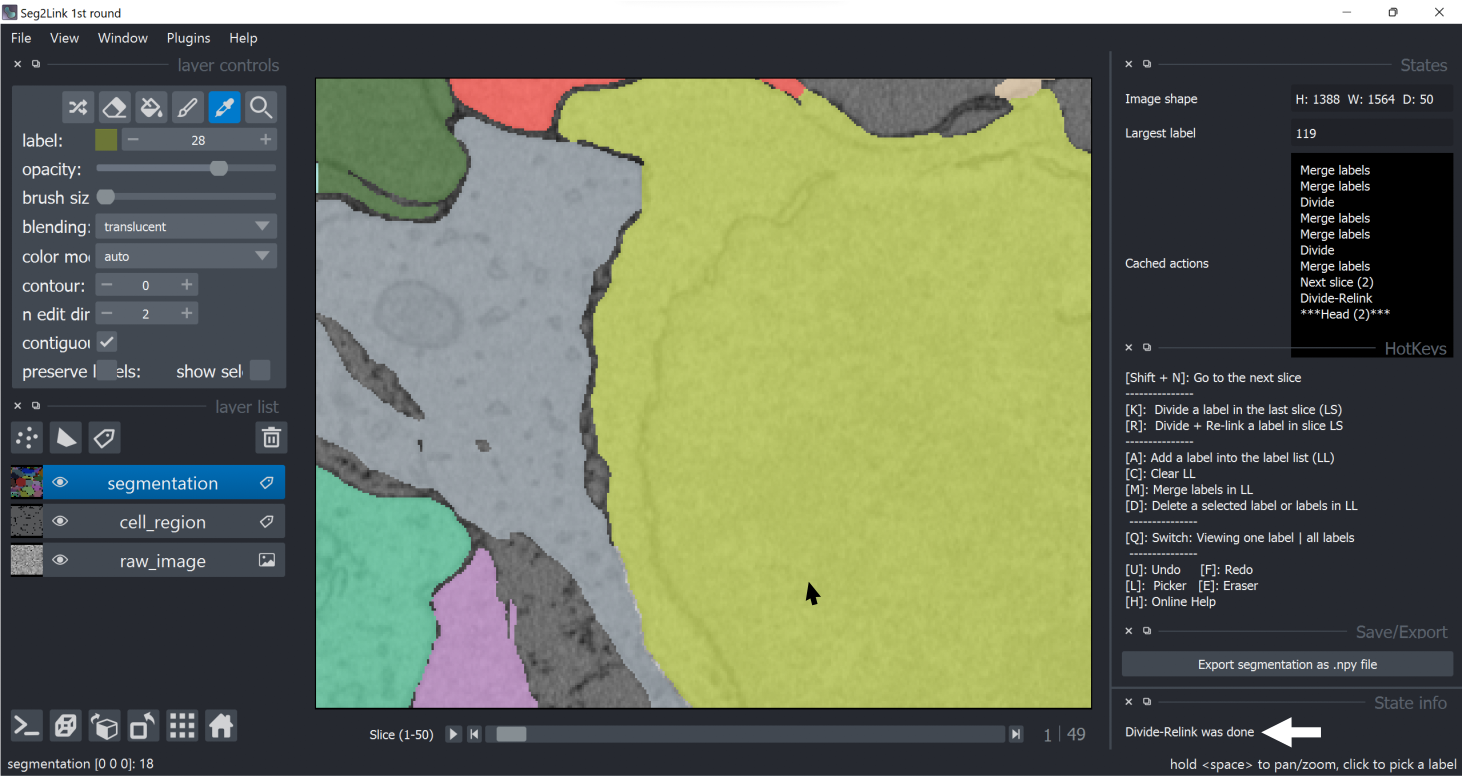 Seg2Link 1st round
File View Window Plugins Help
layer controls
label: 28
opacity:
brush siz
blending: translucent
color mo auto
contour: 0
n edit dir 2
contiguou
preserve l els: show sel
layer list
segmentation
cell_region
raw_image
Slice (1-50) 1 | 49
segmentation [0 0 0]: 18
States
Image shape H: 1388 W: 1564 D: 50
Largest label 119
Cached actions
Merge labels
Merge labels
Divide
Merge labels
Merge labels
Divide
Merge labels
Next slice (2)
Divide-Relink
***Head (2)***
HotKeys
[Shift + N]: Go to the next slice
---------------
[K]: Divide a label in the last slice (LS)
[R]: Divide + Re-link a label in slice LS
---------------
[A]: Add a label into the label list (LL)
[C]: Clear LL
[M]: Merge labels in LL
[D]: Delete a selected label or labels in LL
---------------
[Q]: Switch: Viewing one label | all labels
---------------
[U]: Undo [F]: Redo
[L]: Picker [E]: Eraser
[H]: Online Help
Save/Export
Export segmentation as .npy file
State info
Divide-Relink was done
hold <space> to pan/zoom, click to pick a label